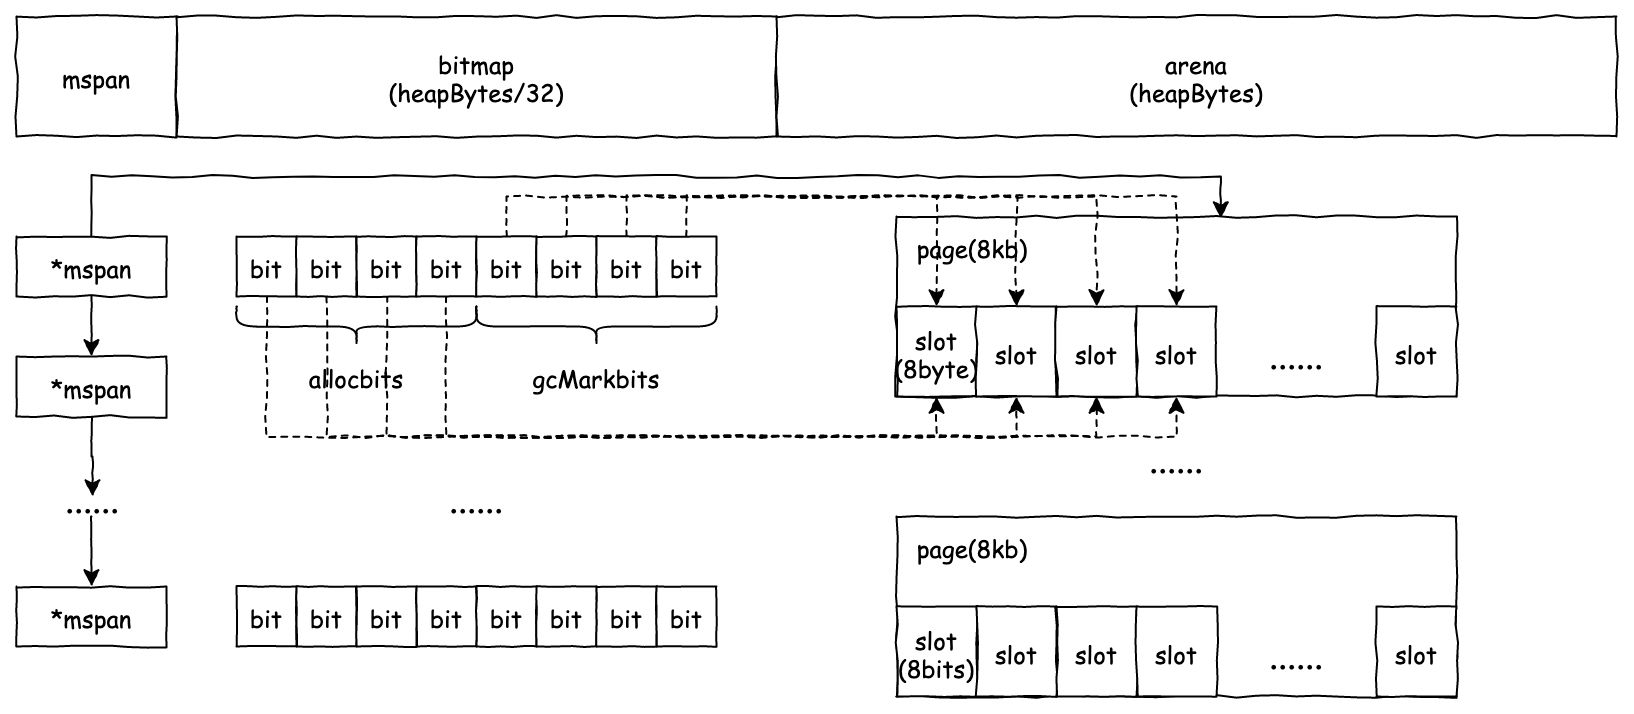 mspan
bitmap
(heapBytes/32)
arena
(heapBytes)
*mspan
bit bit bit bit bit bit bit bit
page(8kb)
slot
(8byte)
slot
slot
slot
......
slot
*mspan
allocbits
gcMarkbits
......
......
......
page(8kb)
*mspan
bit bit bit bit bit bit bit bit
slot
(8bits)
slot
slot
slot
......
slot